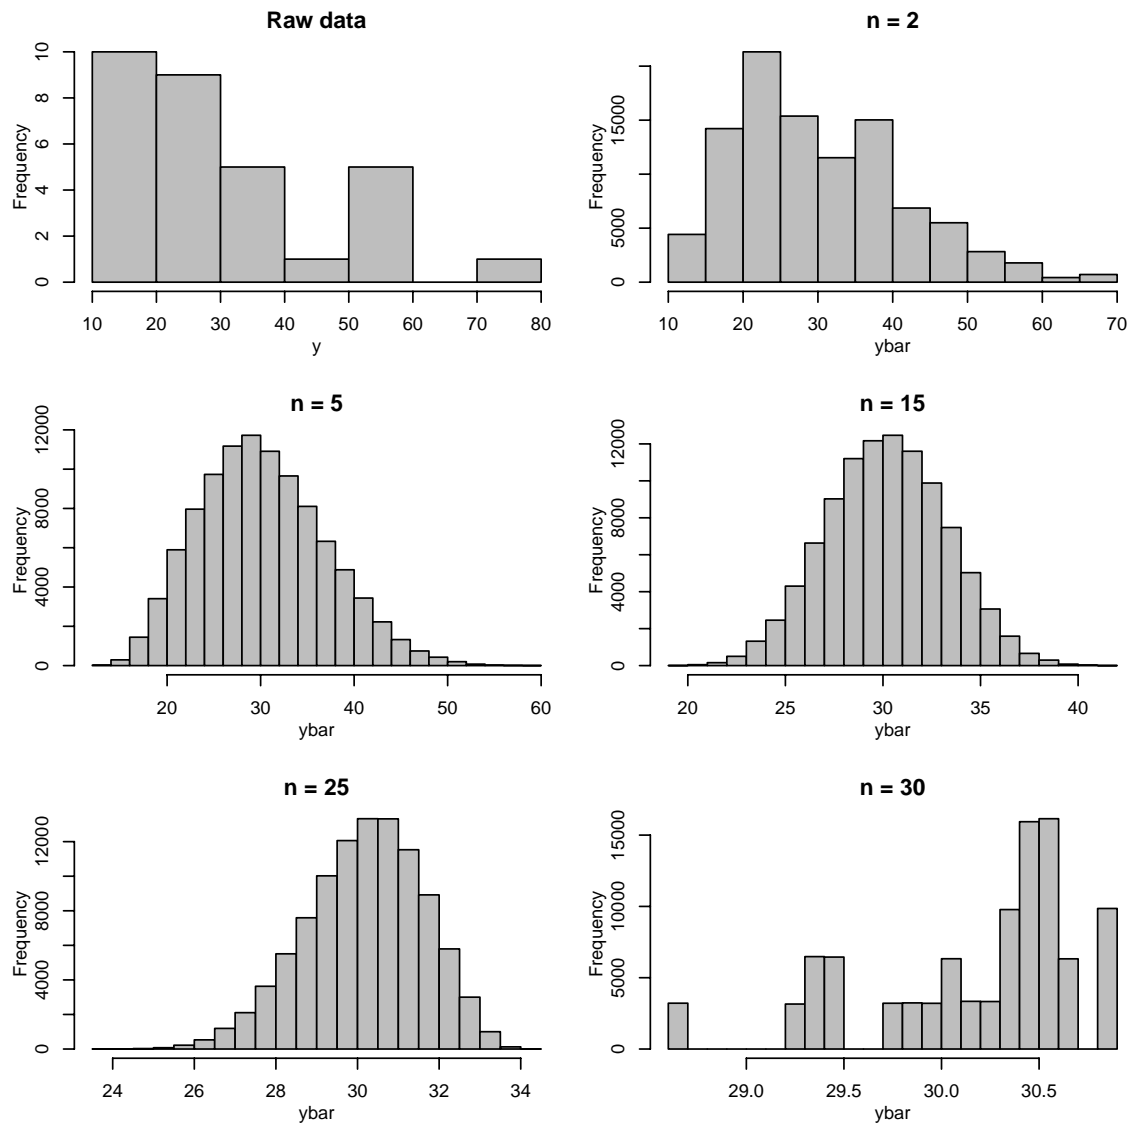 Raw data
Frequency
10
8
6
4
2
0
10 20 30 40 50 60 70 80
y
n = 2
Frequency
15000
5000
0
10 20 30 40 50 60 70
ybar
n = 5
Frequency
12000
8000
4000
0
20 30 40 50 60
ybar
n = 15
Frequency
12000
8000
4000
0
20 25 30 35 40
ybar
n = 25
Frequency
12000
8000
4000
0
24 26 28 30 32 34
ybar
n = 30
Frequency
15000
10000
5000
0
29.0 29.5 30.0 30.5
ybar